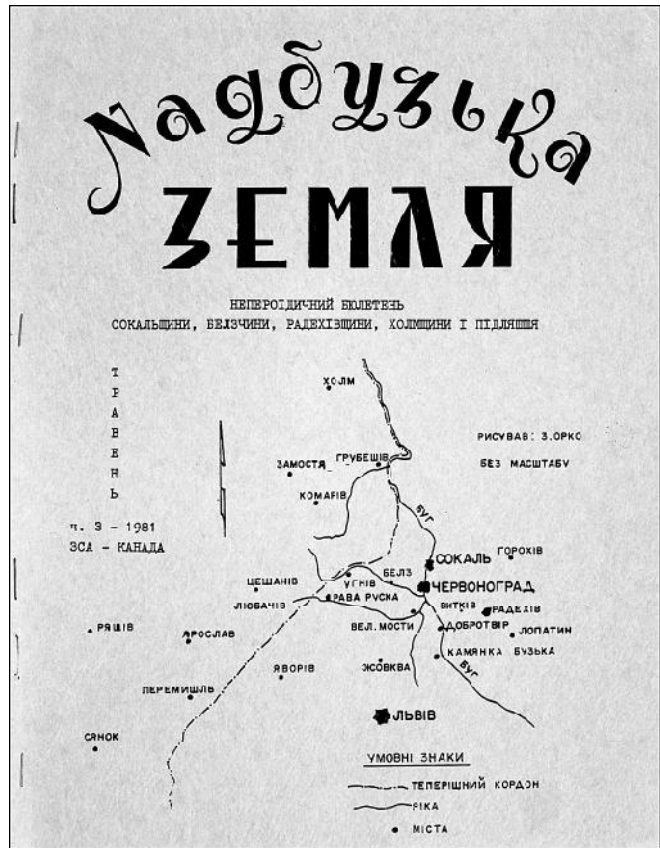 Надбузька
ЗЕМЛЯ
НЕПЕРОІДИЧНИЙ БЮЛЕТЕНЬ
СОКАЛЬЩИНИ, БЕЛЗЧИНИ, РАДЕХІВЩИНИ, ХОЛМЩИНИ І ПІДЛЯШШЯ
ТРАВЕНЬ
ч. 3 - 1981
ЗСА - КАНАДА
ХОЛМ
РИСУВАВ: З.ОРКО
БЕЗ МАСШТАБУ
ЗАМОСТЯ
ГРУБЕШІВ
КОМАРІВ
БУГ
СОКАЛЬ
ГОРОХІВ
ЦЕШАНІВ
УГНІВ
БЕЛЗ
ЧЕРВОНОГРАД
ЛЮБАЧІВ
РАВА РУСКА
ВИТКІВ
РАДЕХІВ
РЯШІВ
ЯРОСЛАВ
ВЕЛ. МОСТИ
ДОБРОТВІР
ЛОПАТИН
ЯВОРІВ
ЖОВКВА
КАМЯНКА БУЗЬКА
БУГ
ПЕРЕМИШЛЬ
ЛЬВІВ
СЯНОК
УМОВНІ ЗНАКИ
ТЕПЕРІШНИЙ КОРДОН
РІКА
МІСТА